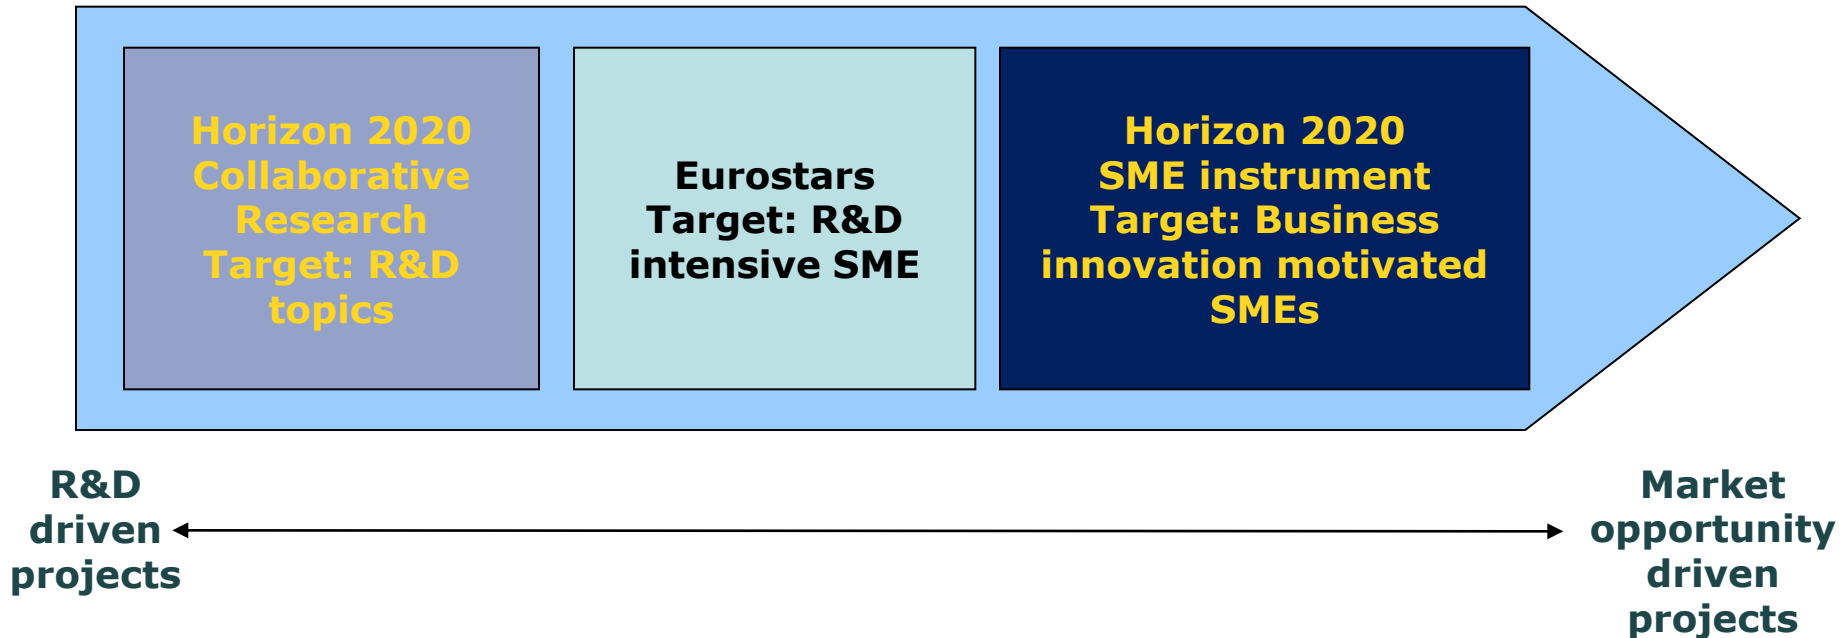 Horizon 2020
Collaborative
Research
Target: R&D
topics
Eurostars
Target: R&D
intensive SME
Horizon 2020
SME instrument
Target: Business
innovation motivated
SMEs
R&D
driven
projects
Market
opportunity
driven
projects